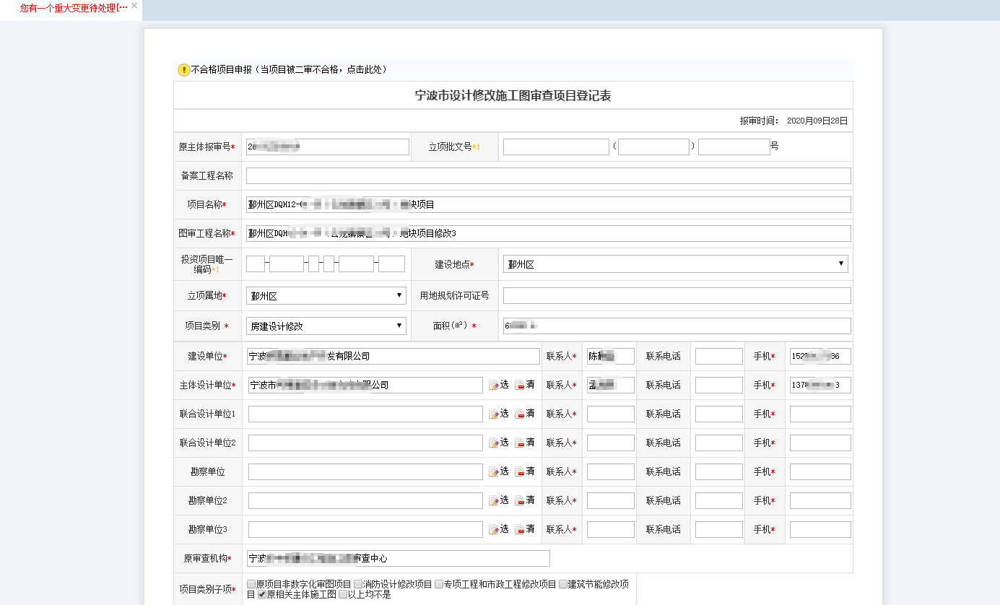 您有一个重大变更待处理[… ×
不合格项目申报（当项目被二审不合格，点击此处）
宁波市设计修改施工图审查项目登记表
报审时间： 2020年09日28日
原主体报审号* 立项批文号*1 ( ) 号
备案工程名称
项目名称* 鄞州区DQH12- 块项目
图审工程名称* 鄞州区DQH 块项目修改3
投资项目唯一 - - - - - 建设地点* 鄞州区
编码*1
立项属地* 鄞州区 用地规划许可证号
项目类别 * 房建设计修改 面积(㎡) * 6
建设单位* 宁波 发有限公司 联系人* 陈 联系电话 手机* 152 86
主体设计单位* 宁波市 公司 选 清 联系人* 孟 联系电话 手机* 137 3
联合设计单位1 选 清 联系人* 联系电话 手机*
联合设计单位2 选 清 联系人* 联系电话 手机*
勘察单位 选 清 联系人* 联系电话 手机*
勘察单位2 选 清 联系人* 联系电话 手机*
勘察单位3 选 清 联系人* 联系电话 手机*
原审查机构* 宁波 审查中心
项目类别子项* 原项目非数字化审图项目 消防设计修改项目 专项工程和市政工程修改项目 建筑节能修改项
目 原相关主体施工图 以上均不是